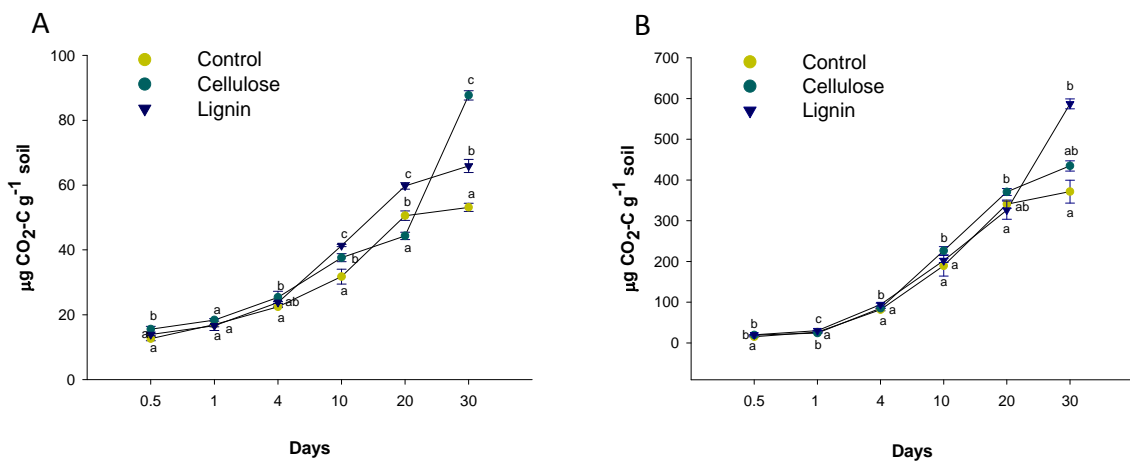 A
Control
Cellulose
Lignin
µg CO2-C g-1 soil
100
80
60
40
20
0
b
a
a
a
a
b
ab
a
c
b
a
c
b
a
c
b
a
0.5 1 4 10 20 30
Days
B
Control
Cellulose
Lignin
µg CO2-C g-1 soil
700
600
500
400
300
200
100
0
b
b
a
c
a
b
b
a
a
b
a
a
b
ab
a
b
ab
a
0.5 1 4 10 20 30
Days